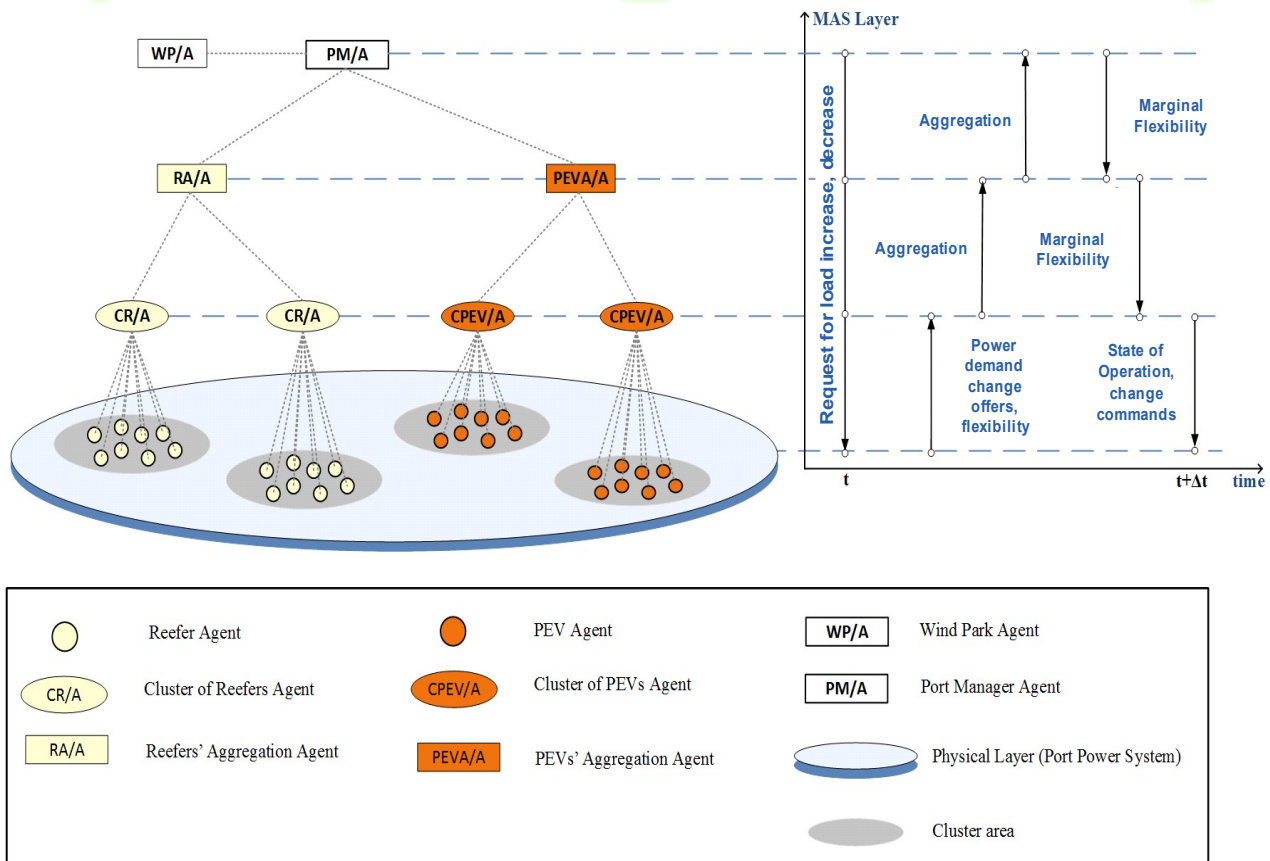 MAS Layer
WP/A
PM/A
Request for load increase, decrease
Aggregation
Marginal
Flexibility
RA/A
PEVA/A
Aggregation
Marginal
Flexibility
CR/A
CR/A
CPEV/A
CPEV/A
Power
demand
change
offers,
flexibility
State of
Operation,
change
commands
t
t+Δt
time
Reefer Agent
PEV Agent
WP/A
Wind Park Agent
CR/A
Cluster of Reefers Agent
CPEV/A
Cluster of PEVs Agent
PM/A
Port Manager Agent
RA/A
Reefers' Aggregation Agent
PEVA/A
PEVs' Aggregation Agent
Physical Layer (Port Power System)
Cluster area